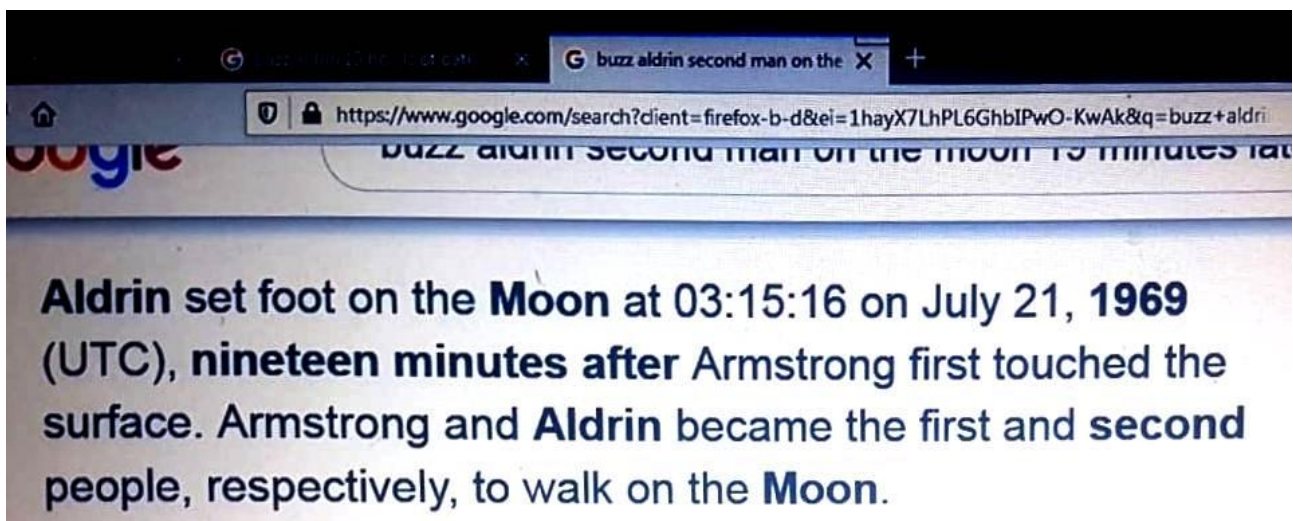 buzz aldrin second man on the
https://www.google.com/search?client=firefox-b-d&ei=1hayX7LhPL6GhbIPwO-KwAk&q=buzz+aldri
buzz aldrin second man on the moon 19 minutes lat
Aldrin set foot on the Moon at 03:15:16 on July 21, 1969
(UTC), nineteen minutes after Armstrong first touched the
surface. Armstrong and Aldrin became the first and second
people, respectively, to walk on the Moon.